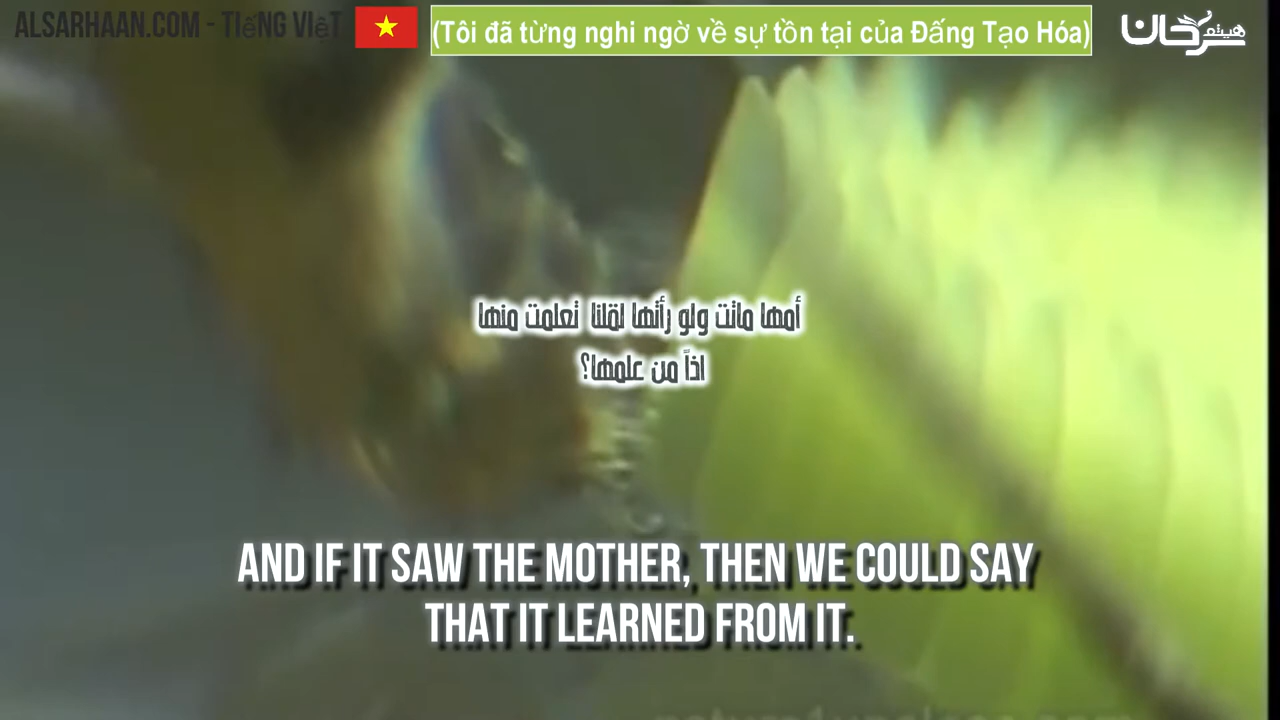 ALSARHAAN.COM - TIếNG VIệT
(Tôi đã từng nghi ngờ về sự tồn tại của Đấng Tạo Hóa)
هيثم
سرحان
أمها ماتت ولو رأتها لقلنا تعلمت منها
اذاً من علمها؟
AND IF IT SAW THE MOTHER, THEN WE COULD SAY
THAT IT LEARNED FROM IT.